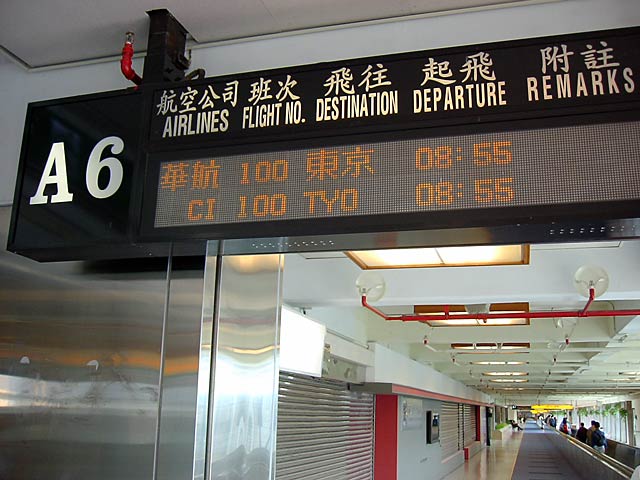 A6
航空公司 班次 飛往 起飛 附註
AIRLINES FLIGHT NO. DESTINATION DEPARTURE REMARKS
華航 100 東京 08:55
CI 100 TYO 08:55